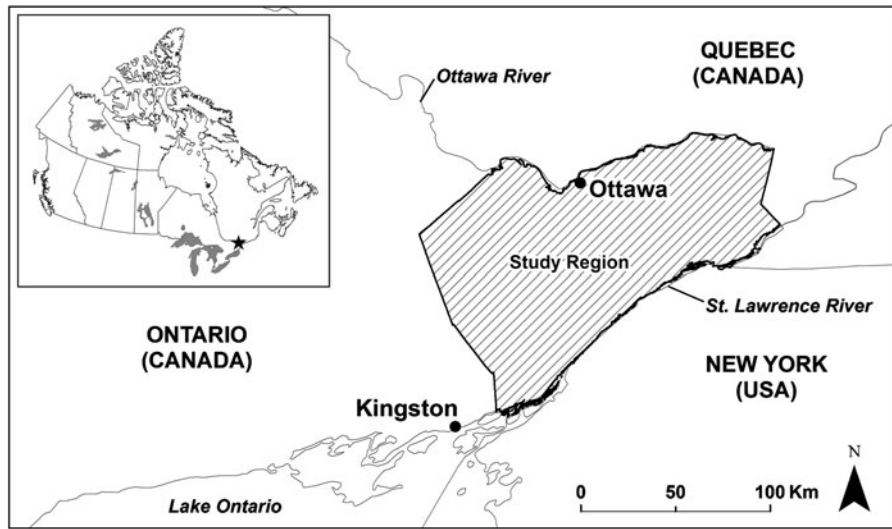 QUEBEC
(CANADA)
Ottawa River
Ottawa
Study Region
St. Lawrence River
ONTARIO
(CANADA)
NEW YORK
(USA)
Kingston
Lake Ontario
N
0 50 100 Km